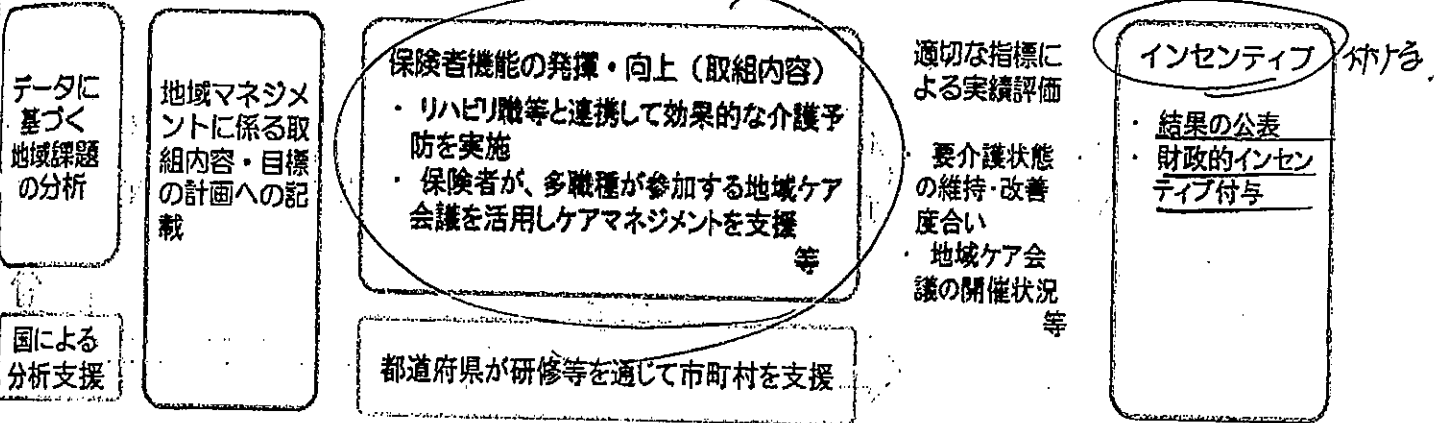 データに
基づく
地域課題
の分析
国による
分析支援
地域マネジメ
ントに係る取
組内容・目標
の計画への記
載
保険者機能の発揮・向上（取組内容）
・ リハビリ職等と連携して効果的な介護予
防を実施
・ 保険者が、多職種が参加する地域ケア
会議を活用しケアマネジメントを支援
等
都道府県が研修等を通じて市町村を支援
適切な指標に
よる実績評価
・ 要介護状態
の維持・改善
度合い
・ 地域ケア会
議の開催状況
等
インセンティブ
・ 結果の公表
・ 財政的インセン
ティブ付与